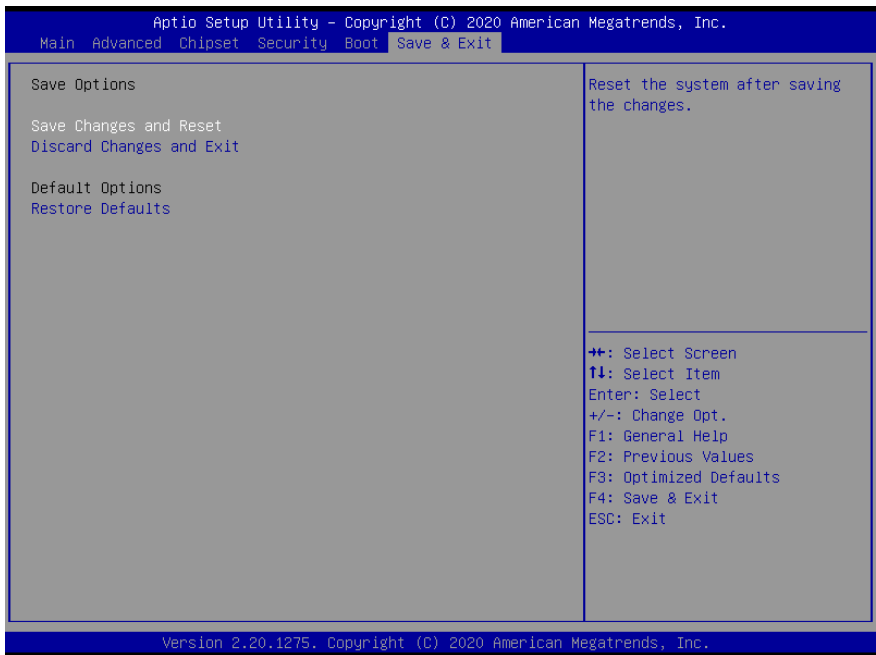 Aptio Setup Utility – Copyright (C) 2020 American Megatrends, Inc.
Main Advanced Chipset Security Boot Save & Exit
Save Options
Save Changes and Reset
Discard Changes and Exit
Default Options
Restore Defaults
Reset the system after saving
the changes.
→←: Select Screen
↑↓: Select Item
Enter: Select
+/-: Change Opt.
F1: General Help
F2: Previous Values
F3: Optimized Defaults
F4: Save & Exit
ESC: Exit
Version 2.20.1275. Copyright (C) 2020 American Megatrends, Inc.